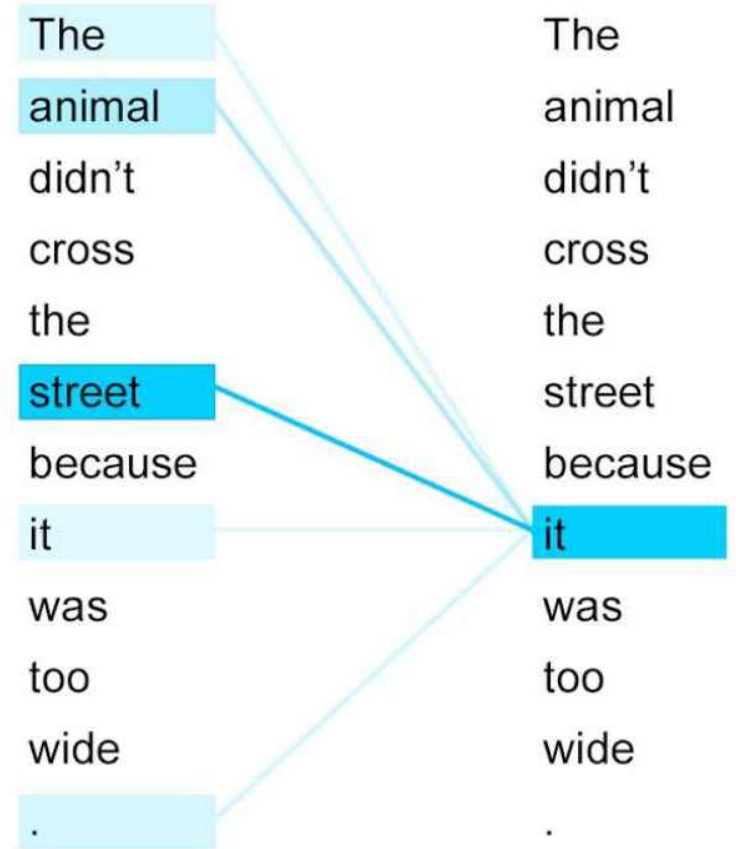 The The
animal animal
didn’t didn’t
cross cross
the the
street street
because because
it it
was was
too too
wide wide
. .